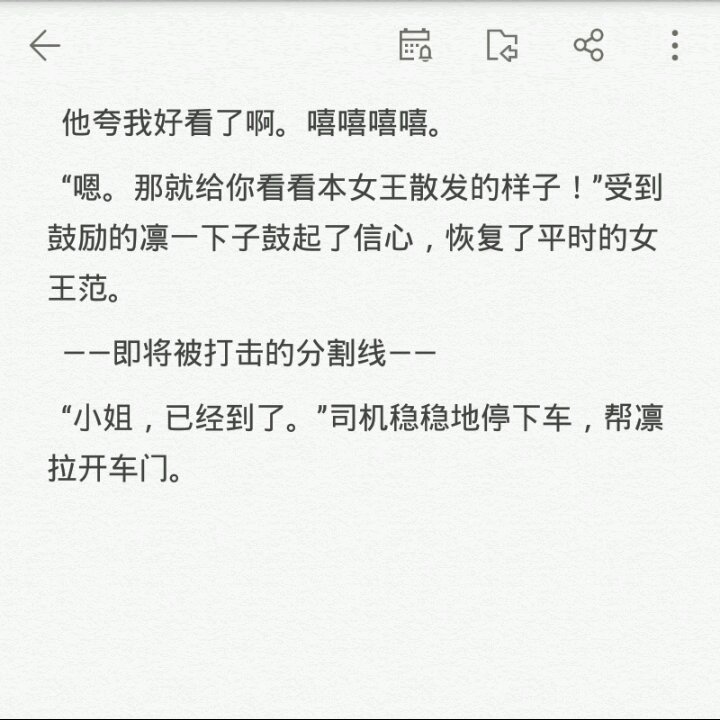 他夸我好看了啊。嘻嘻嘻嘻。
“嗯。那就给你看看本女王散发的样子！”受到
鼓励的凛一下子鼓起了信心，恢复了平时的女
王范。
——即将被打击的分割线——
“小姐，已经到了。”司机稳稳地停下车，帮凛
拉开车门。